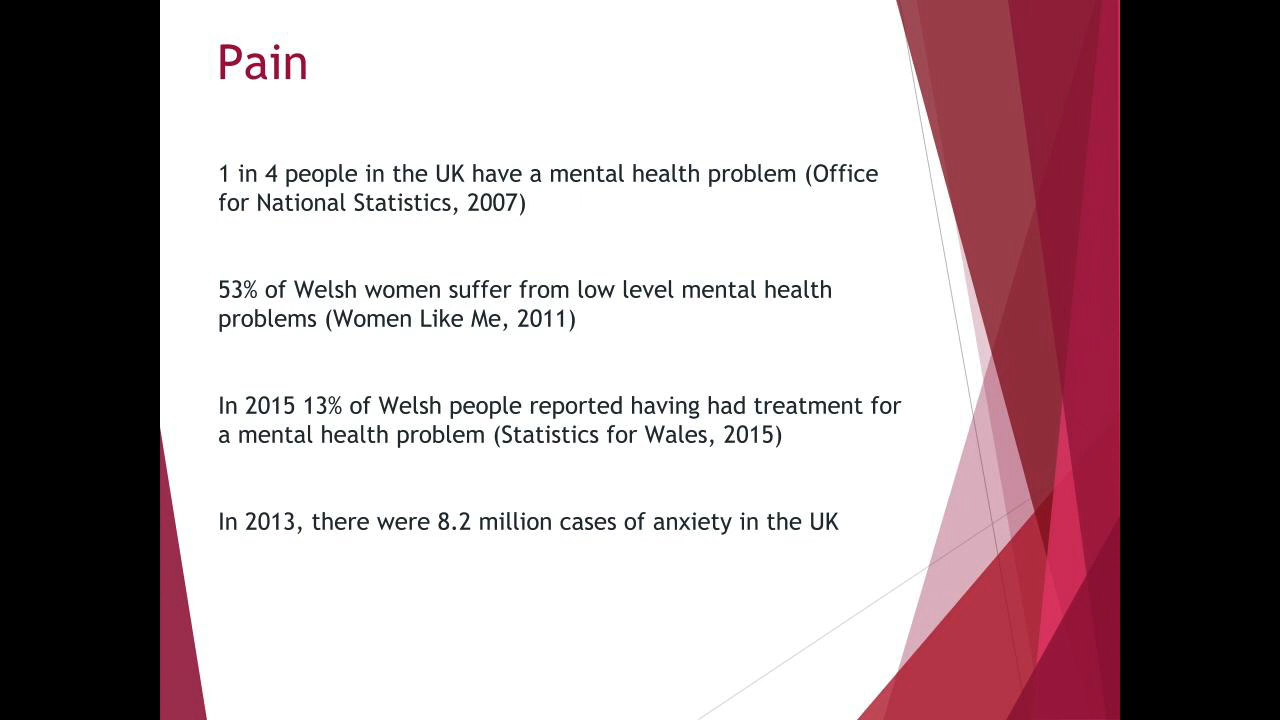 Pain
1 in 4 people in the UK have a mental health problem (Office
for National Statistics, 2007)
53% of Welsh women suffer from low level mental health
problems (Women Like Me, 2011)
In 2015 13% of Welsh people reported having had treatment for
a mental health problem (Statistics for Wales, 2015)
In 2013, there were 8.2 million cases of anxiety in the UK